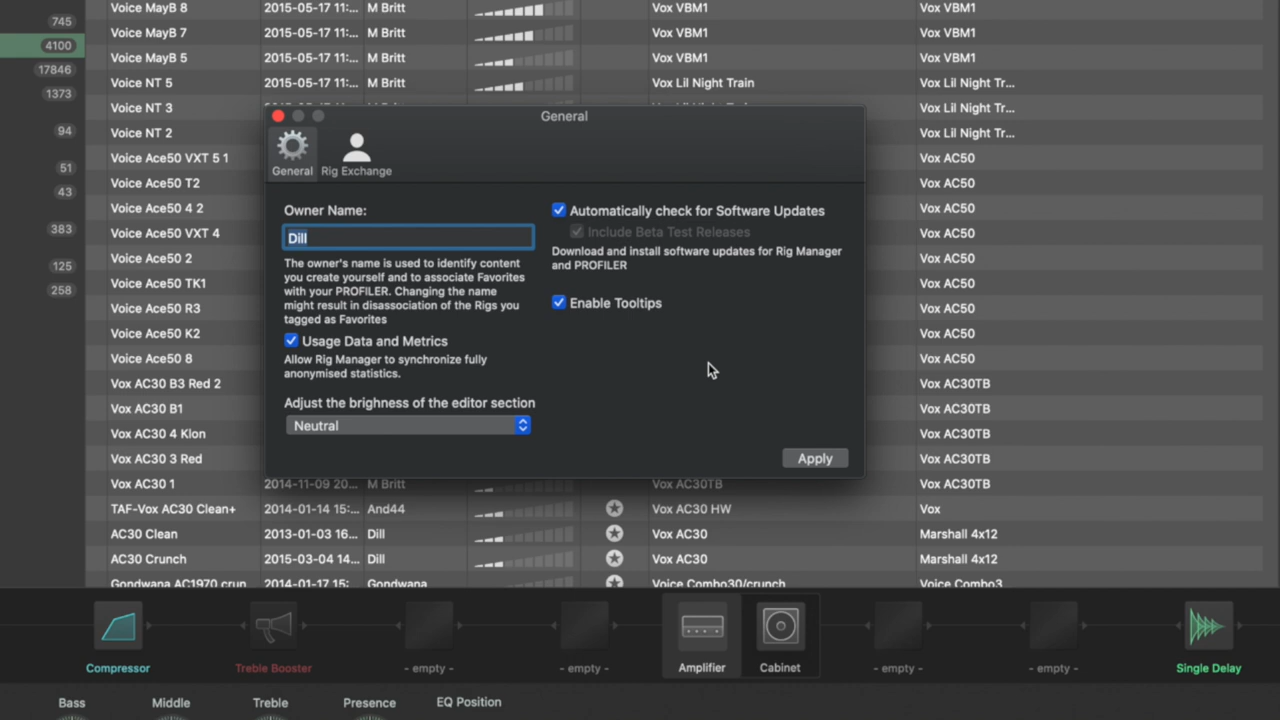 745
4100
17846
1373
94
51
43
383
125
258
Voice MayB 8 2015-05-17 11:... M Britt Vox VBM1 Vox VBM1
Voice MayB 7 2015-05-17 11:... M Britt Vox VBM1 Vox VBM1
Voice MayB 5 2015-05-17 11:... M Britt Vox VBM1 Vox VBM1
Voice NT 5 2015-05-17 11:... M Britt Vox Lil Night Train Vox Lil Night Tr...
Voice NT 3 Vox Lil Night Tr...
Voice NT 2 Vox Lil Night Tr...
Voice Ace50 VXT 5 1 Vox AC50
Voice Ace50 T2 Vox AC50
Voice Ace50 4 2 Vox AC50
Voice Ace50 VXT 4 Vox AC50
Voice Ace50 2 Vox AC50
Voice Ace50 TK1 Vox AC50
Voice Ace50 R3 Vox AC50
Voice Ace50 K2 Vox AC50
Voice Ace50 8 Vox AC50
Vox AC30 B3 Red 2 Vox AC30TB
Vox AC30 B1 Vox AC30TB
Vox AC30 4 Klon Vox AC30TB
Vox AC30 3 Red Vox AC30TB
Vox AC30 1 2014-11-09 20... M Britt Vox AC30TB Vox AC30TB
TAF-Vox AC30 Clean+ 2014-01-14 15:... And44 Vox AC30 HW Vox
AC30 Clean 2013-01-03 16... Dill Vox AC30 Marshall 4x12
AC30 Crunch 2015-03-04 14... Dill Vox AC30 Marshall 4x12
Gondwana AC1970 crun 2014-01-17 15: Gondwana Voice Combo30/crunch Voice Combo3
General
General Rig Exchange
Owner Name:
Dill
The owner's name is used to identify content
you create yourself and to associate Favorites
with your PROFILER. Changing the name
might result in disassociation of the Rigs you
tagged as Favorites
Usage Data and Metrics
Allow Rig Manager to synchronize fully
anonymised statistics.
Adjust the brighness of the editor section
Neutral
Automatically check for Software Updates
Include Beta Test Releases
Download and install software updates for Rig Manager
and PROFILER
Enable Tooltips
Apply
Compressor Treble Booster - empty - - empty - Amplifier Cabinet - empty - - empty - Single Delay
Bass Middle Treble Presence EQ Position